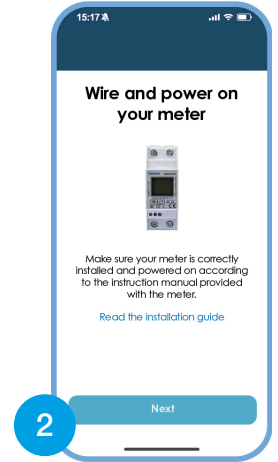 15:17
Wire and power on
your meter
Make sure your meter is correctly
installed and powered on according
to the instruction manual provided
with the meter.
Read the installation guide
Next
2